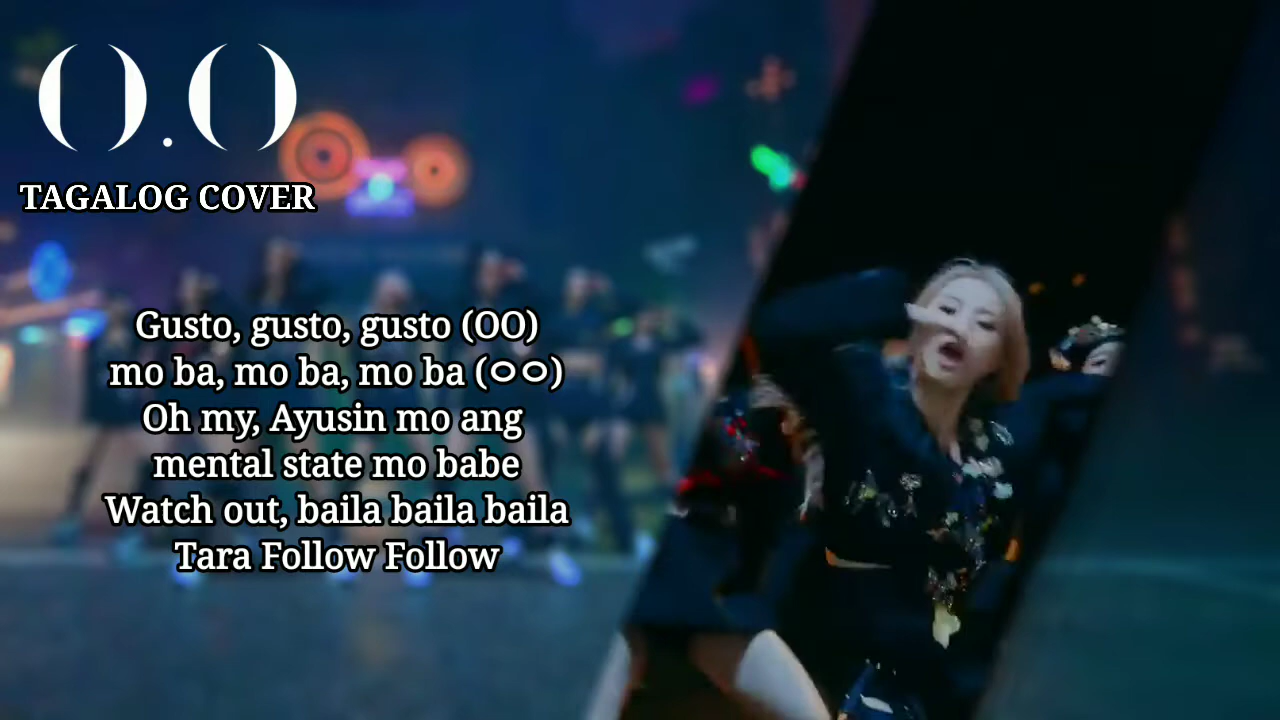 O.O
TAGALOG COVER
Gusto, gusto, gusto (OO)
mo ba, mo ba, mo ba (ㅇㅇ)
Oh my, Ayusin mo ang
mental state mo babe
Watch out, baila baila baila
Tara Follow Follow